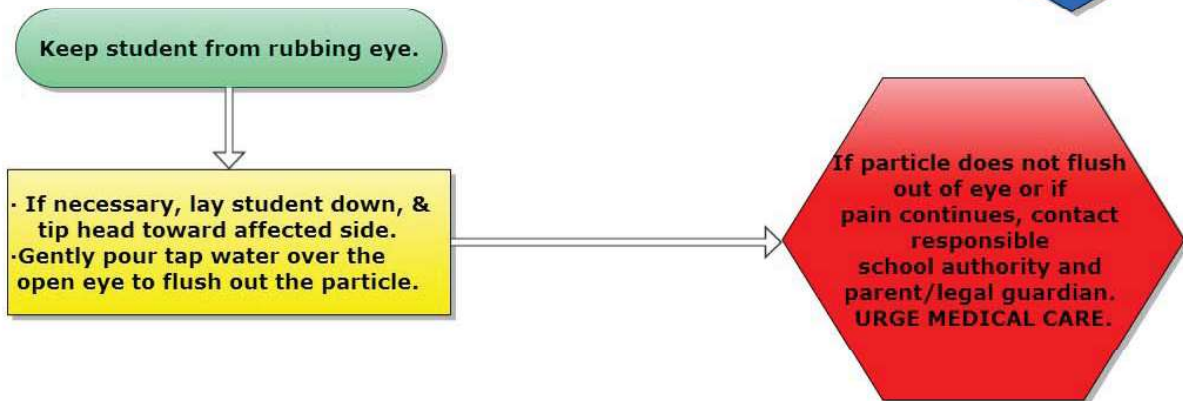 Keep student from rubbing eye.
· If necessary, lay student down, &
tip head toward affected side.
·Gently pour tap water over the
open eye to flush out the particle.
If particle does not flush
out of eye or if
pain continues, contact
responsible
school authority and
parent/legal guardian.
URGE MEDICAL CARE.